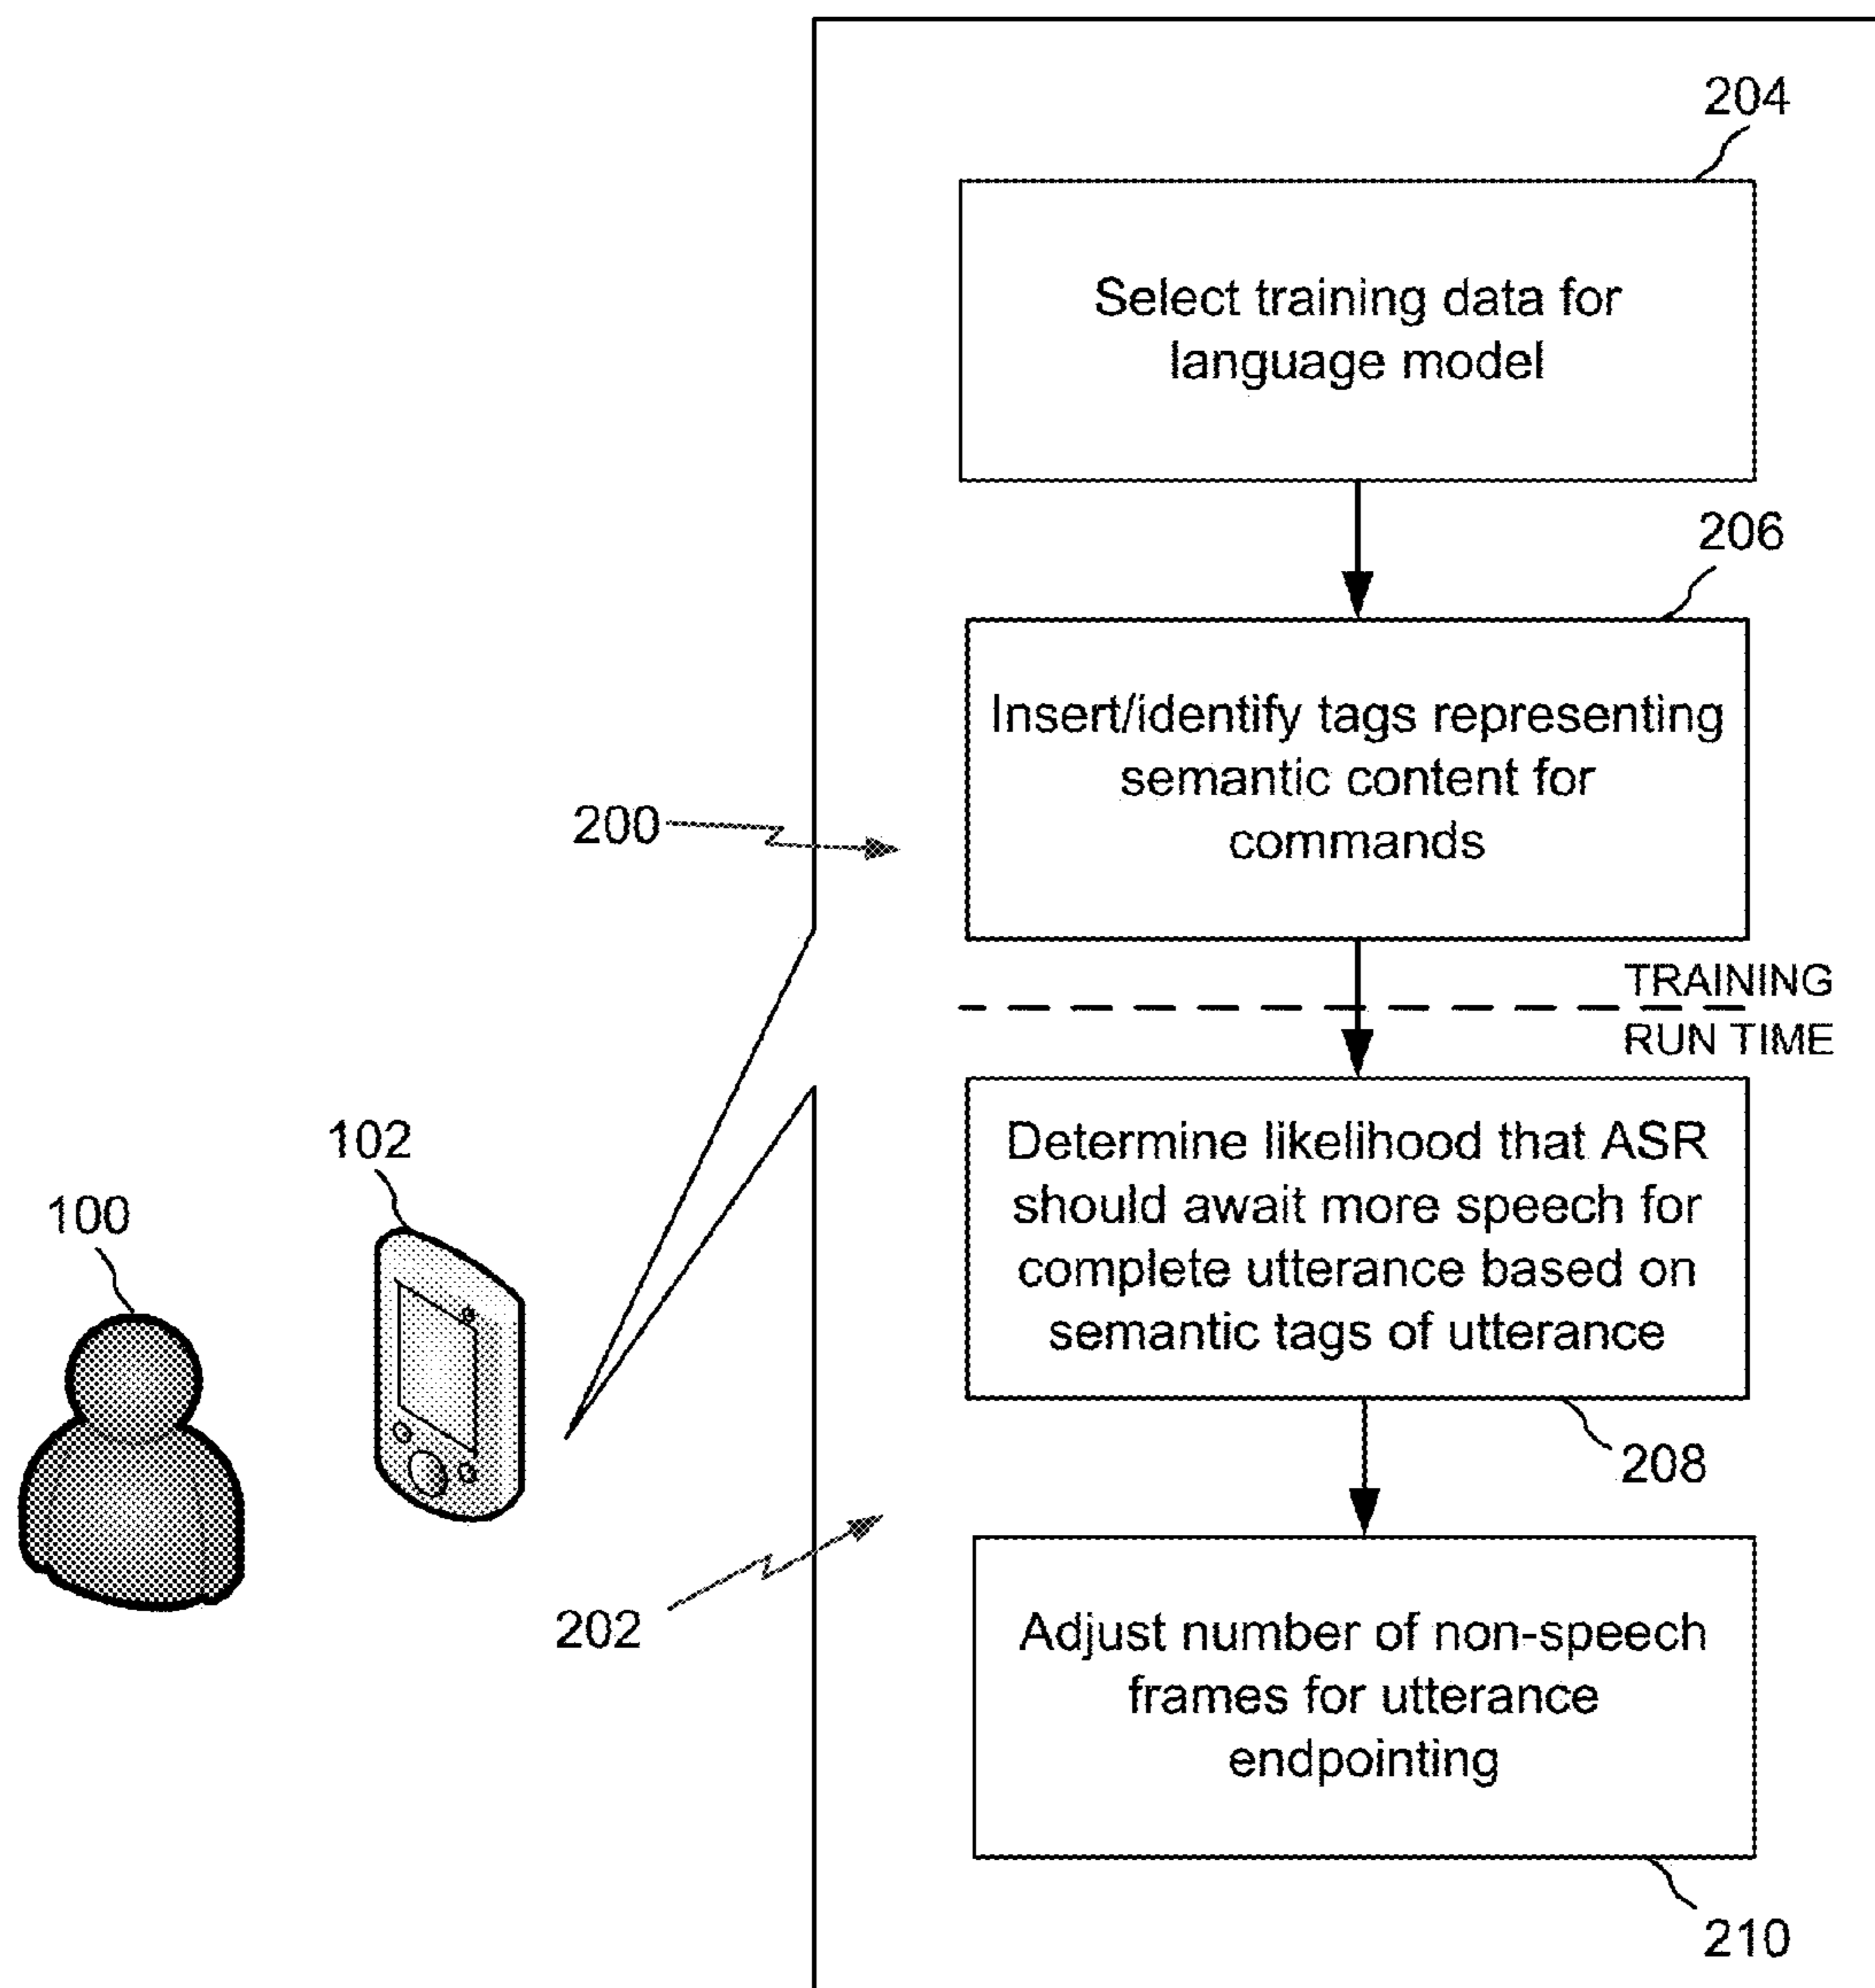 204
Select training data for
language model
206
Insert/identify tags representing
semantic content for
commands
200
TRAINING
RUN TIME
102
100
Determine likelihood that ASR
should await more speech for
complete utterance based on
semantic tags of utterance
208
202
Adjust number of non-speech
frames for utterance
endpointing
210